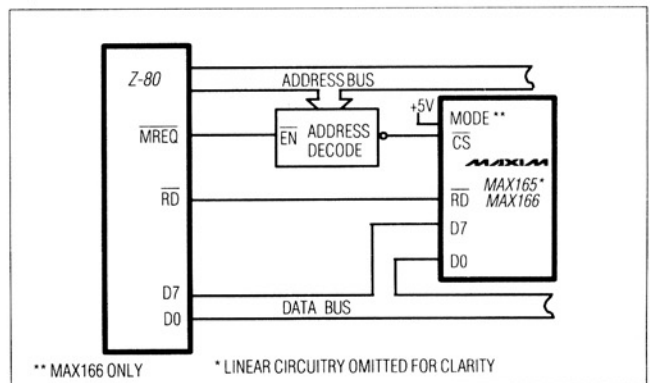 Z-80
ADDRESS BUS
+5V
MODE **
MREQ
EN ADDRESS
DECODE
CS
MAXIM
MAX165*
MAX166
RD
RD
D7
D0
D7
D0
DATA BUS
** MAX166 ONLY
* LINEAR CIRCUITRY OMITTED FOR CLARITY